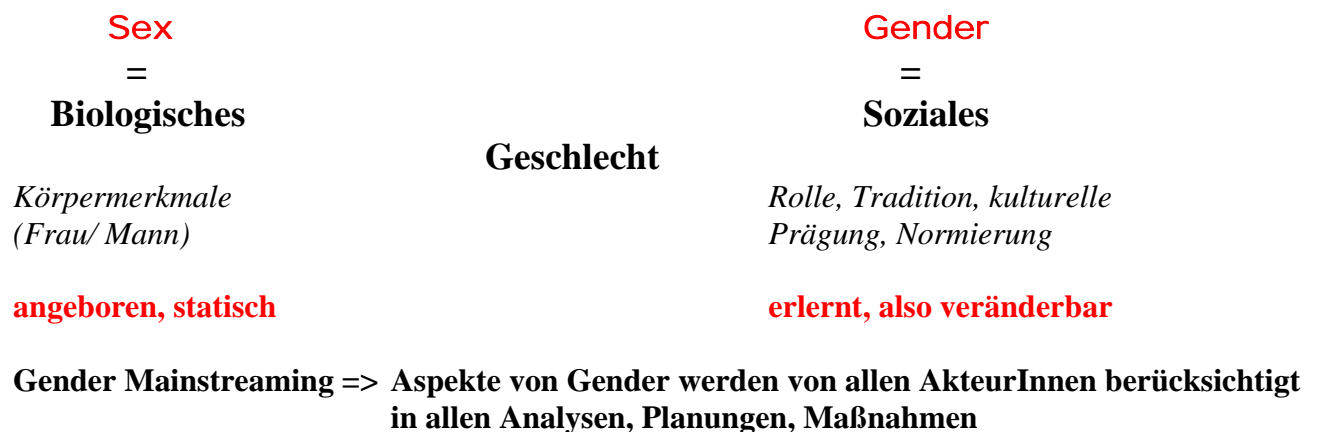 Sex Gender
= =
Biologisches Soziales
Geschlecht
Körpermerkmale Rolle, Tradition, kulturelle
(Frau/ Mann) Prägung, Normierung
angeboren, statisch erlernt, also veränderbar
Gender Mainstreaming => Aspekte von Gender werden von allen AkteurInnen berücksichtigt
in allen Analysen, Planungen, Maßnahmen